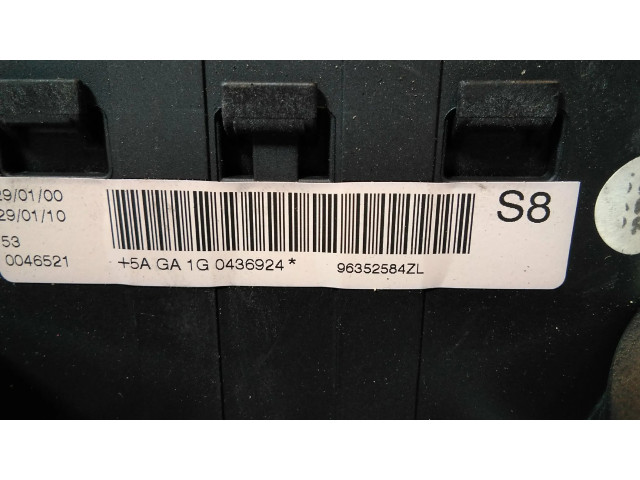 29/01/00
29/01/10
53
0046521
S8
+5A GA 1G 0436924*
96352584ZL